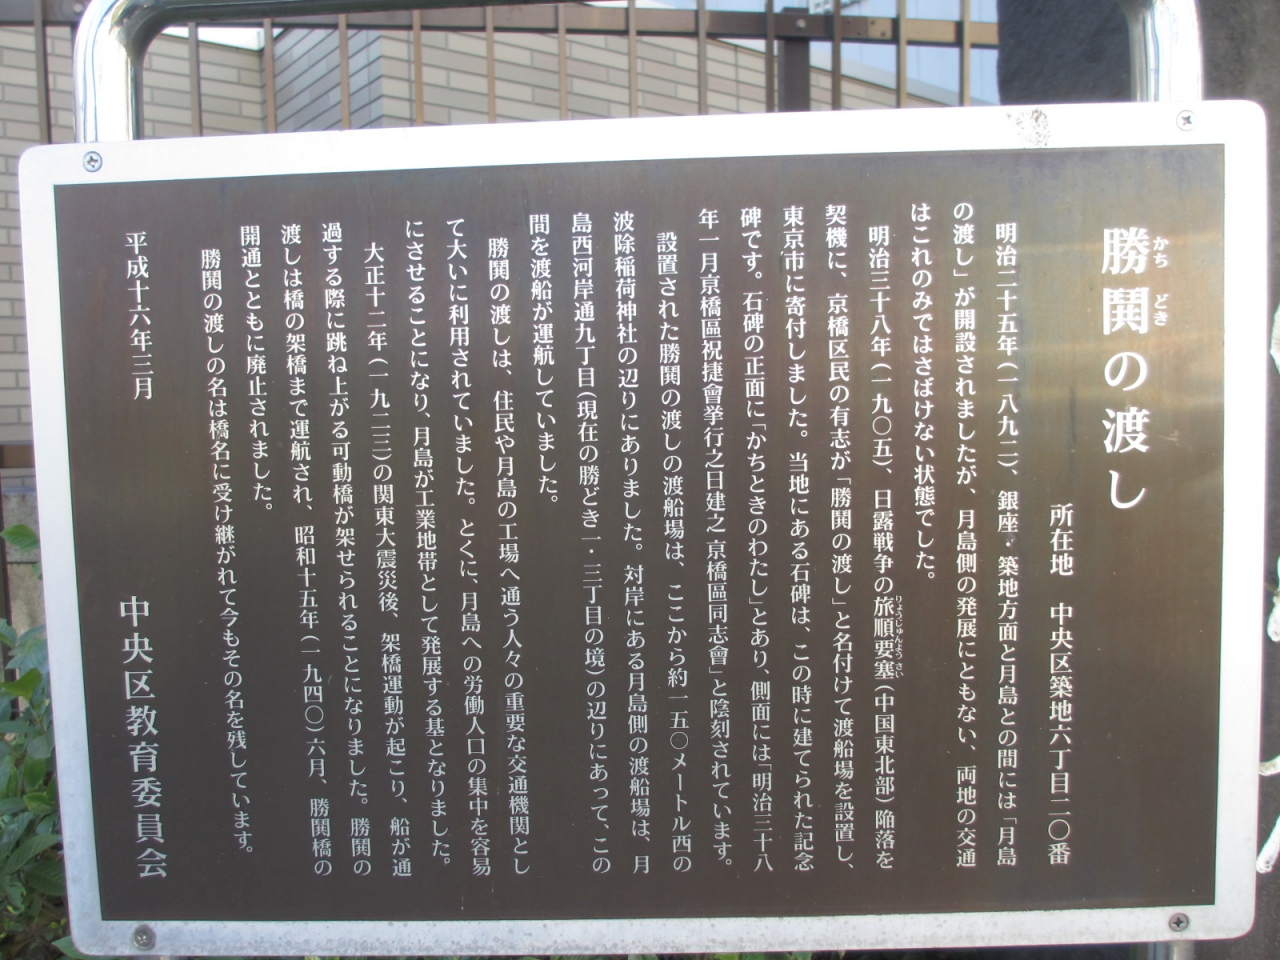 勝鬨の渡し
かちどき
所在地　中央区築地六丁目二〇番
明治二十五年（一八九二）、銀座・築地方面と月島との間には「月島
の渡し」が開設されましたが、月島側の発展にともない、両地の交通
はこれのみではさばけない状態でした。
明治三十八年（一九〇五）、日露戦争の旅順要塞（中国東北部）陥落を
りょうじゅんようさい
契機に、京橋区民の有志が「勝関の渡し」と名付けて渡船場を設置し、
東京市に寄付しました。当地にある石碑は、この時に建てられた記念
碑です。石碑の正面に「かちときのわたし」とあり、側面には「明治三十八
年一月京橋區祝捷會挙行之日建之 京橋區同志會」と陰刻されています。
設置された勝関の渡しの渡船場は、ここから約一五〇メートル西の
波除稲荷神社の辺りにありました。対岸にある月島側の渡船場は、月
島西河岸通九丁目（現在の勝どき一・三丁目の境）の辺りにあって、この
間を渡船が運航していました。
勝関の渡しは、住民や月島の工場へ通う人々の重要な交通機関とし
て大いに利用されていました。とくに、月島への労働人口の集中を容易
にさせることになり、月島が工業地帯として発展する基となりました。
大正十二年（一九二三）の関東大震災後、架橋運動が起こり、船が通
過する際に跳ね上がる可動橋が架せられることになりました。勝関の
渡しは橋の架橋まで運航され、昭和十五年（一九四〇）六月、勝関橋の
開通とともに廃止されました。
勝関の渡しの名は橋名に受け継がれて今もその名を残しています。
平成十六年三月
中央区教育委員会